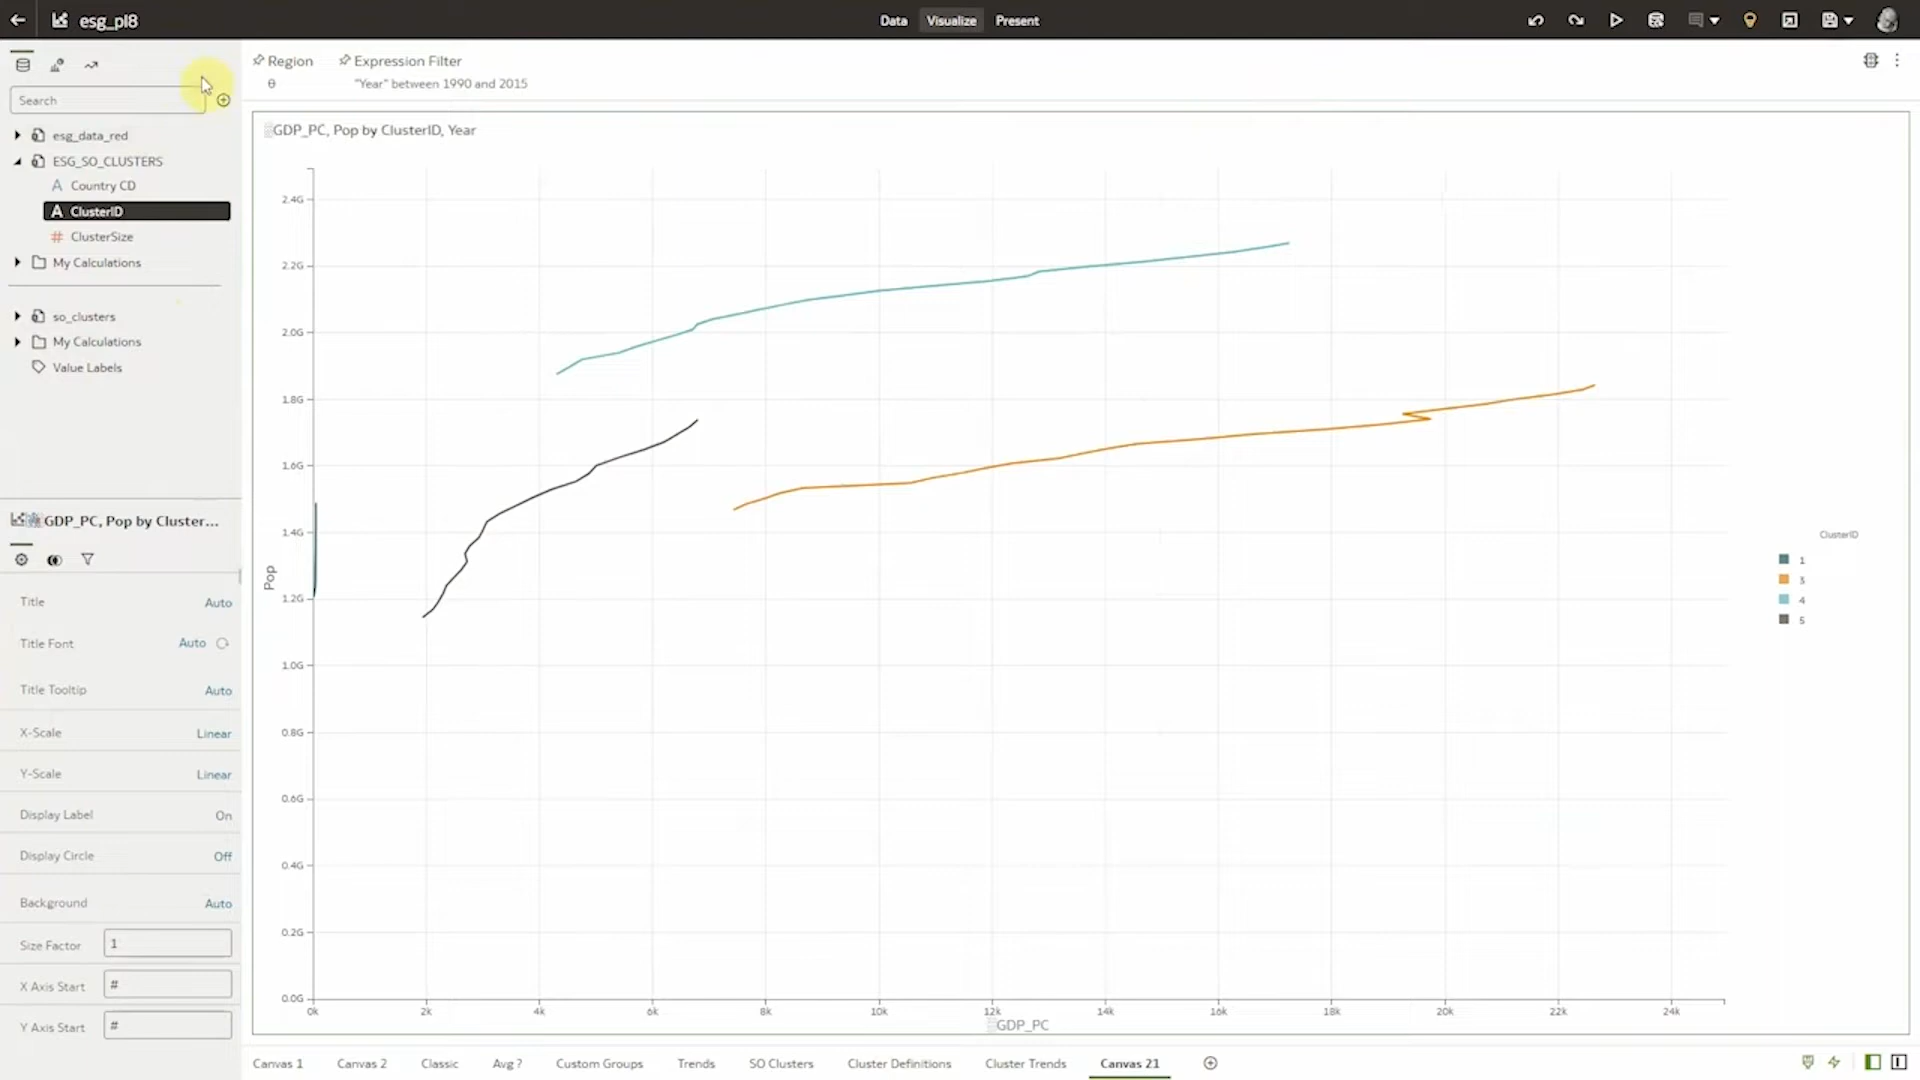 esg_pl8
Data
Visualize
Present
Search
esg_data_red
ESG_SO_CLUSTERS
A Country CD
A ClusterID
# ClusterSize
My Calculations
so_clusters
My Calculations
Value Labels
GDP_PC, Pop by Cluster...
Title Auto
Title Font Auto
Title Tooltip Auto
X-Scale Linear
Y-Scale Linear
Display Label On
Display Circle Off
Background Auto
Size Factor 1
X Axis Start #
Y Axis Start #
Region
Expression Filter
"Year" between 1990 and 2015
GDP_PC, Pop by ClusterID, Year
2.4G
2.2G
2.0G
1.8G
1.6G
1.4G
1.2G
1.0G
0.8G
0.6G
0.4G
0.2G
0.0G
Pop
0k 2k 4k 6k 8k 10k 12k 14k 16k 18k 20k 22k 24k
GDP_PC
ClusterID
1
3
4
5
Canvas 1
Canvas 2
Classic
Avg ?
Custom Groups
Trends
SO Clusters
Cluster Definitions
Cluster Trends
Canvas 21